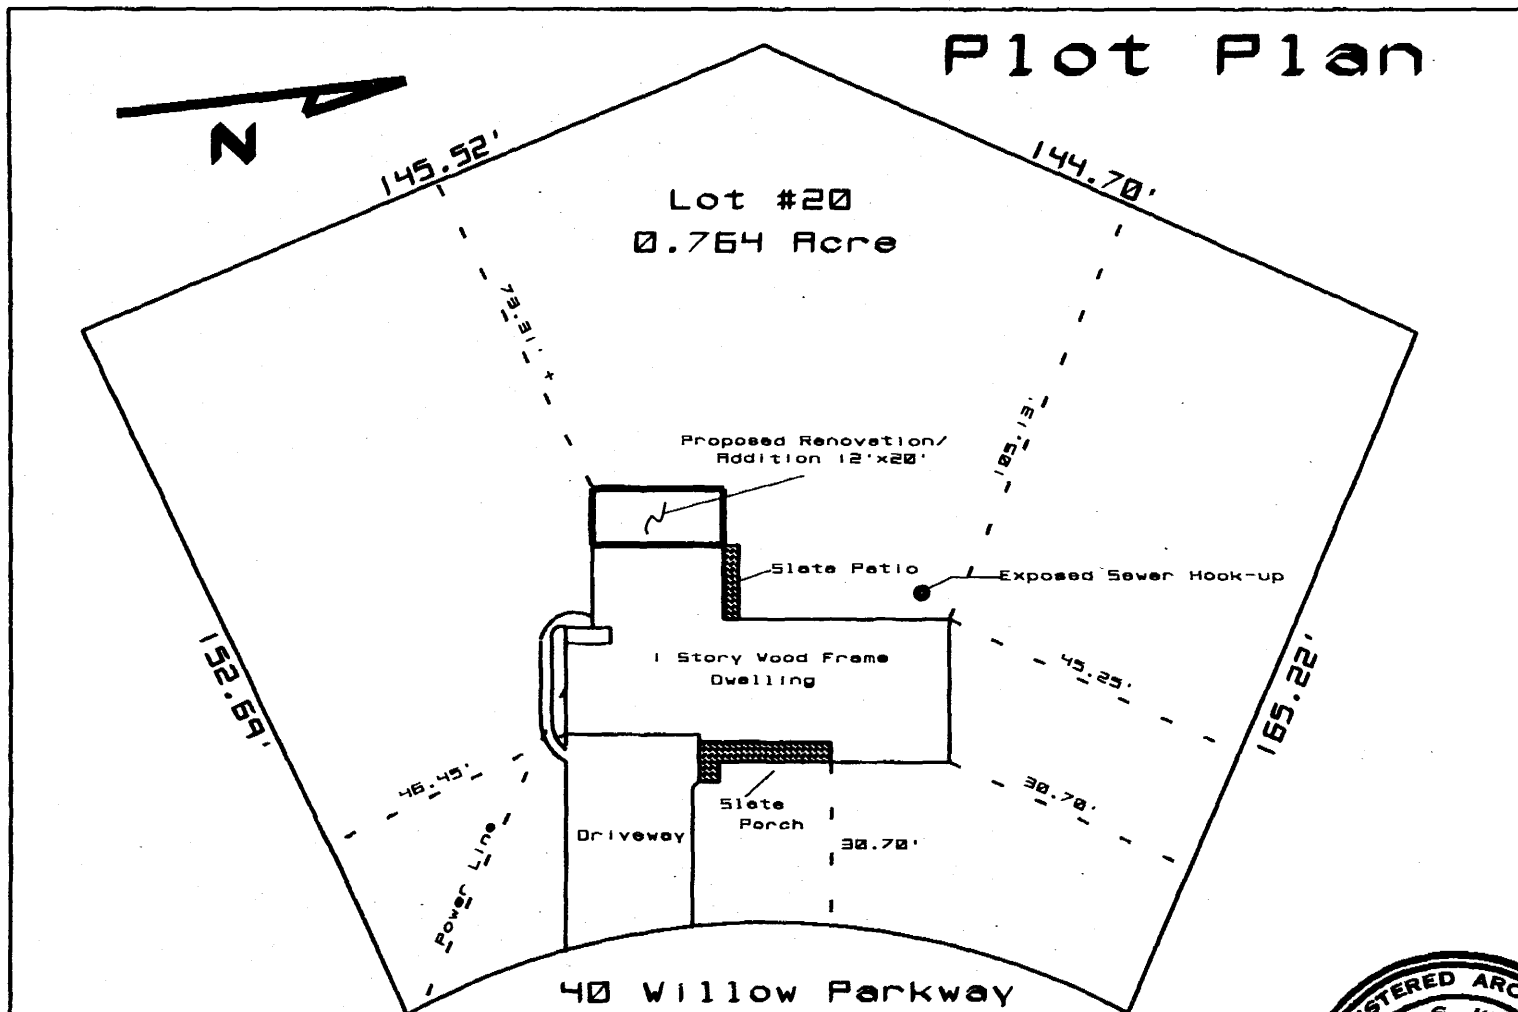 Plot Plan
N
145.52'
144.70'
Lot #20
0.764 Acre
73.31' +
105.13'
Proposed Renovation/
Addition 12'x20'
Slate Patio
Exposed Sewer Hook-up
1 Story Wood Frame
Dwelling
45.25'
152.69'
165.22'
46.45'
30.70'
Slate
Porch
Driveway
30.70'
Power Line
40 Willow Parkway